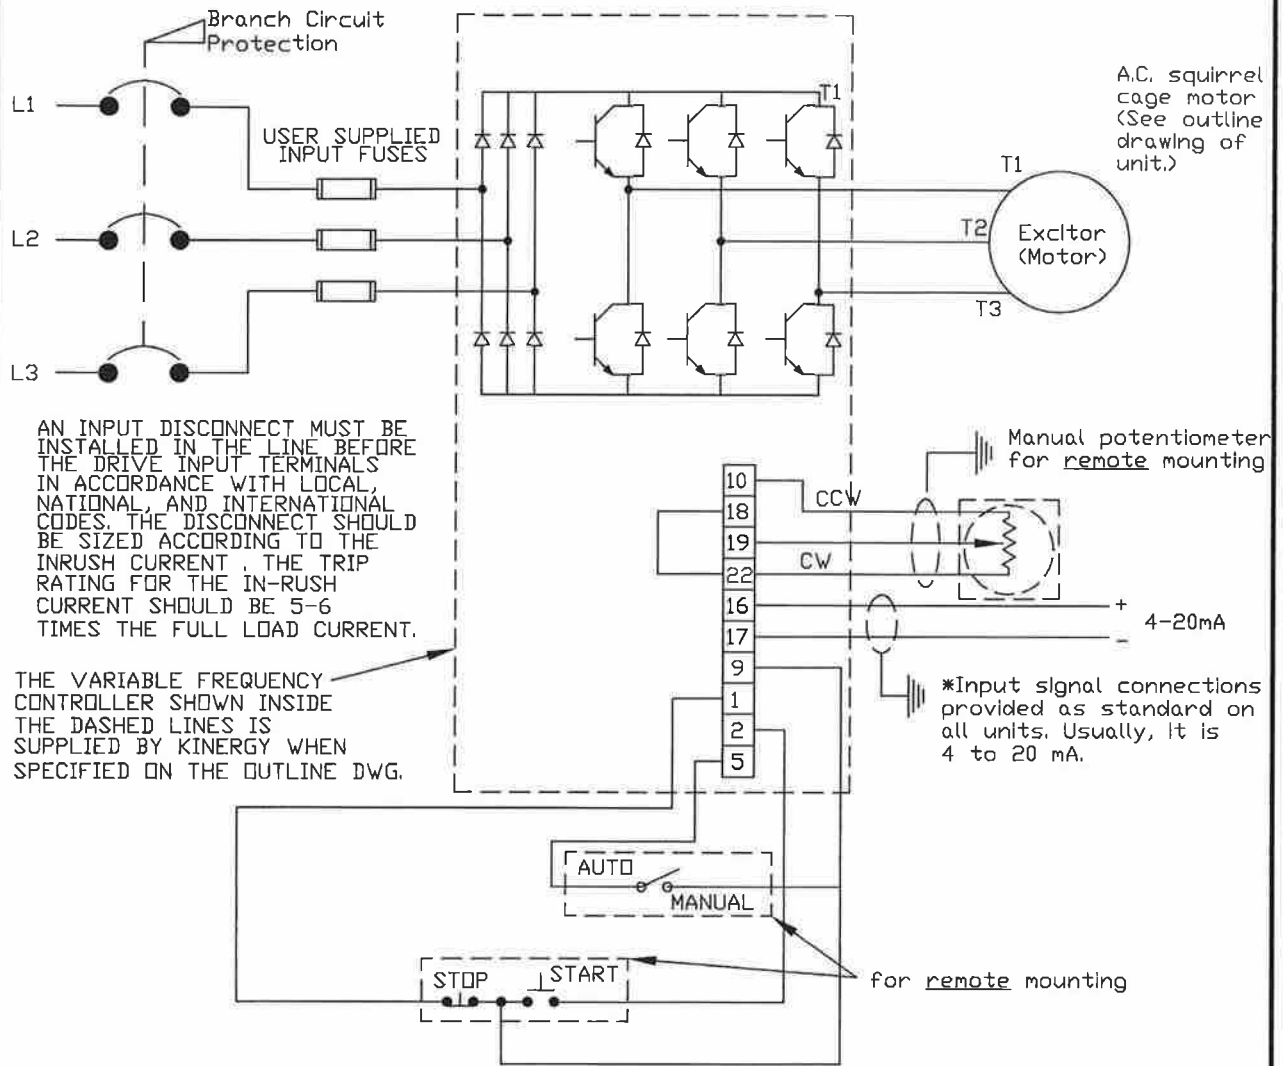 Branch Circuit
Protection
L1
L2
L3
USER SUPPLIED
INPUT FUSES
T1
A.C. squirrel
cage motor
(See outline
drawing of
unit.)
T1
T2
T3
Excitor
(Motor)
AN INPUT DISCONNECT MUST BE
INSTALLED IN THE LINE BEFORE
THE DRIVE INPUT TERMINALS
IN ACCORDANCE WITH LOCAL,
NATIONAL, AND INTERNATIONAL
CODES. THE DISCONNECT SHOULD
BE SIZED ACCORDING TO THE
INRUSH CURRENT . THE TRIP
RATING FOR THE IN-RUSH
CURRENT SHOULD BE 5-6
TIMES THE FULL LOAD CURRENT.
THE VARIABLE FREQUENCY
CONTROLLER SHOWN INSIDE
THE DASHED LINES IS
SUPPLIED BY KINERGY WHEN
SPECIFIED ON THE OUTLINE DWG.
10
18
19
22
16
17
9
1
2
5
CCW
CW
Manual potentiometer
for remote mounting
+
4-20mA
-
*Input signal connections
provided as standard on
all units. Usually, it is
4 to 20 mA.
AUTO
MANUAL
STOP
START
for remote mounting